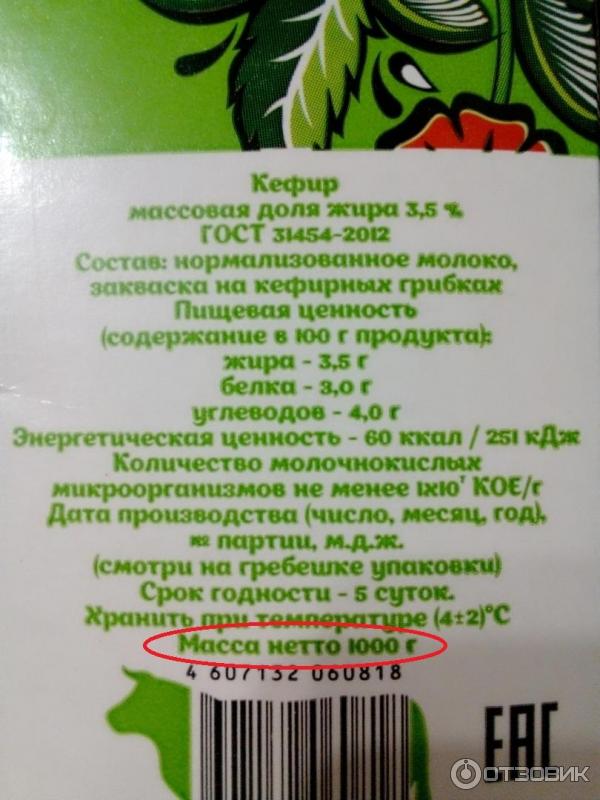 Кефир
массовая доля жира 3,5 %
ГОСТ 31454-2012
Состав: нормализованное молоко,
закваска на кефирных грибках
Пищевая ценность
(содержание в 100 г продукта):
жира - 3,5 г
белка - 3,0 г
углеводов - 4,0 г
Энергетическая ценность - 60 ккал / 251 кДж
Количество молочнокислых
микроорганизмов не менее 1х10⁷ КОЕ/г
Дата производства (число, месяц, год),
№ партии, м.д.ж.
(смотри на гребешке упаковки)
Срок годности - 5 суток.
Хранить при температуре (4±2)°С
Масса нетто 1000 г
4 607132 060818
ЕАС
ОТЗОВИК